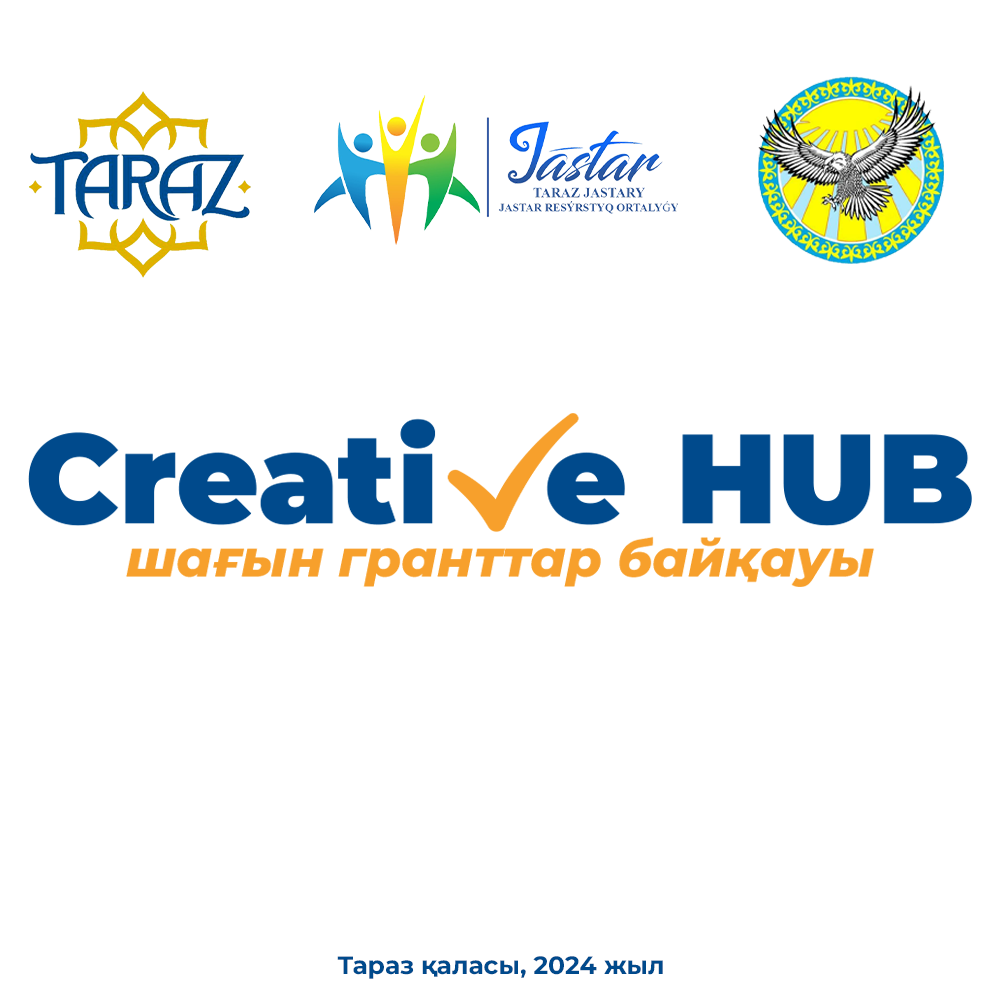 TARAZ
Jastar
TARAZ JASTARY
JASTAR RESÝRSTYQ ORTALYǴY
Creative HUB
шағын гранттар байқауы
Тараз қаласы, 2024 жыл